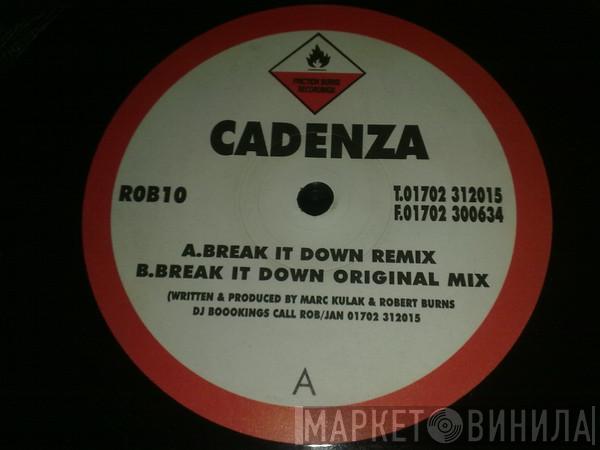 FRICTION BURNS
RECORDINGS
CADENZA
ROB10
T.01702 312015
F.01702 300634
A.BREAK IT DOWN REMIX
B.BREAK IT DOWN ORIGINAL MIX
(WRITTEN & PRODUCED BY MARC KULAK & ROBERT BURNS
DJ BOOOKINGS CALL ROB/JAN 01702 312015
A
МАРКЕТ ВИНИЛА